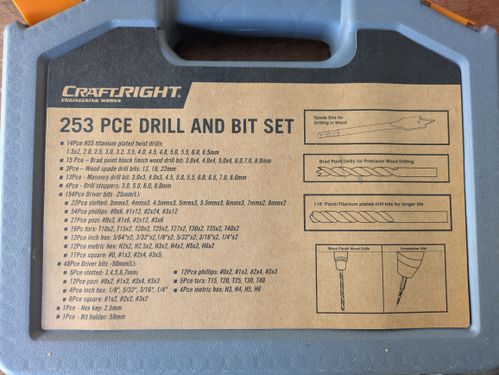 CRAFTRIGHT
ENGINEERING WORKS
253 PCE DRILL AND BIT SET
14Pce HSS titanium plated twist drills:
1.5x2, 2.0, 2.5, 3.0, 3.2, 3.5, 4.0, 4.5, 4.8, 5.0, 5.5, 6.0, 6.5mm
15 Pce – Brad point black finish wood drill bit: 3.0x4, 4.0x4, 5.0x4, 6.0, 7.0, 8.0mm
3Pce – Wood spade drill bits: 13, 19, 22mm
13Pce – Masonry drill bit: 3.0x3, 4.0x3, 4.5, 5.0, 5.5, 6.0, 6.5, 7.0, 8.0mm
4Pce – Drill stoppers: 3.0, 5.0, 6.0, 8.0mm
154Pce Driver bits -25mm(L):
22Pce slotted: 3mmx3, 4mmx3, 4.5mmx3, 5mmx3, 5.5mmx3, 6mmx3, 7mmx2, 8mmx2
54Pce phillips: #0x6, #1x12, #2x24, #3x12
27Pce pozi: #0x3, #1x6, #2x12, #3x6
16Pc torx: T10x2, T15x2, T20x2, T25x2, T27x2, T30x2, T35x2, T40x2
12Pce inch hex: 5/64"x2, 3/32"x2, 1/8"x2, 5/32"x2, 3/16"x2, 1/4"x2
12Pce metric hex: H2x2, H2.5x2, H3x2, H4x2, H5x2, H6x2
11Pce square: #0, #1x3, #2x4, #3x3;
48Pce Driver bits -50mm(L):
5Pce slotted: 3,4,5,6,7mm;
12Pce pozi: #0x2, #1x3, #2x4, #3x3
4Pce inch hex: 1/8", 5/32", 3/16", 1/4"
6Pce square: #1x2, #2x2, #3x2
12Pce phillips: #0x2, #1x3, #2x4, #3x3
5Pce torx: T15, T20, T25, T30, T40
4Pce metric hex: H3, H4, H5, H6
1Pce - Hex key: 2.5mm
1Pce - Bit holder: 58mm
Spade Bits for
Drilling in Wood
Brad Point Drills for Precision Wood Drilling
118° Point-Titanium plated drill bits for longer life
Black Finish Wood Drills
Screwdriver Bits